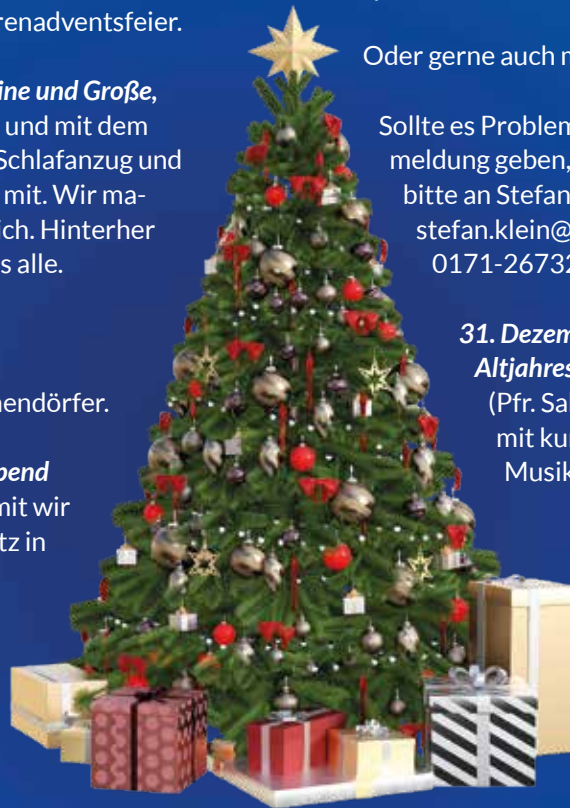 renadventsfeier.
ine und Große,
und mit dem
Schlafanzug und
mit. Wir ma-
ich. Hinterher
s alle.
endörfer.
bend
mit wir
tz in
Oder gerne auch m
Sollte es Problem
meldung geben,
bitte an Stefan
stefan.klein@
0171-26732
31. Dezem
Altjahres
(Pfr. Sa
mit ku
Musik